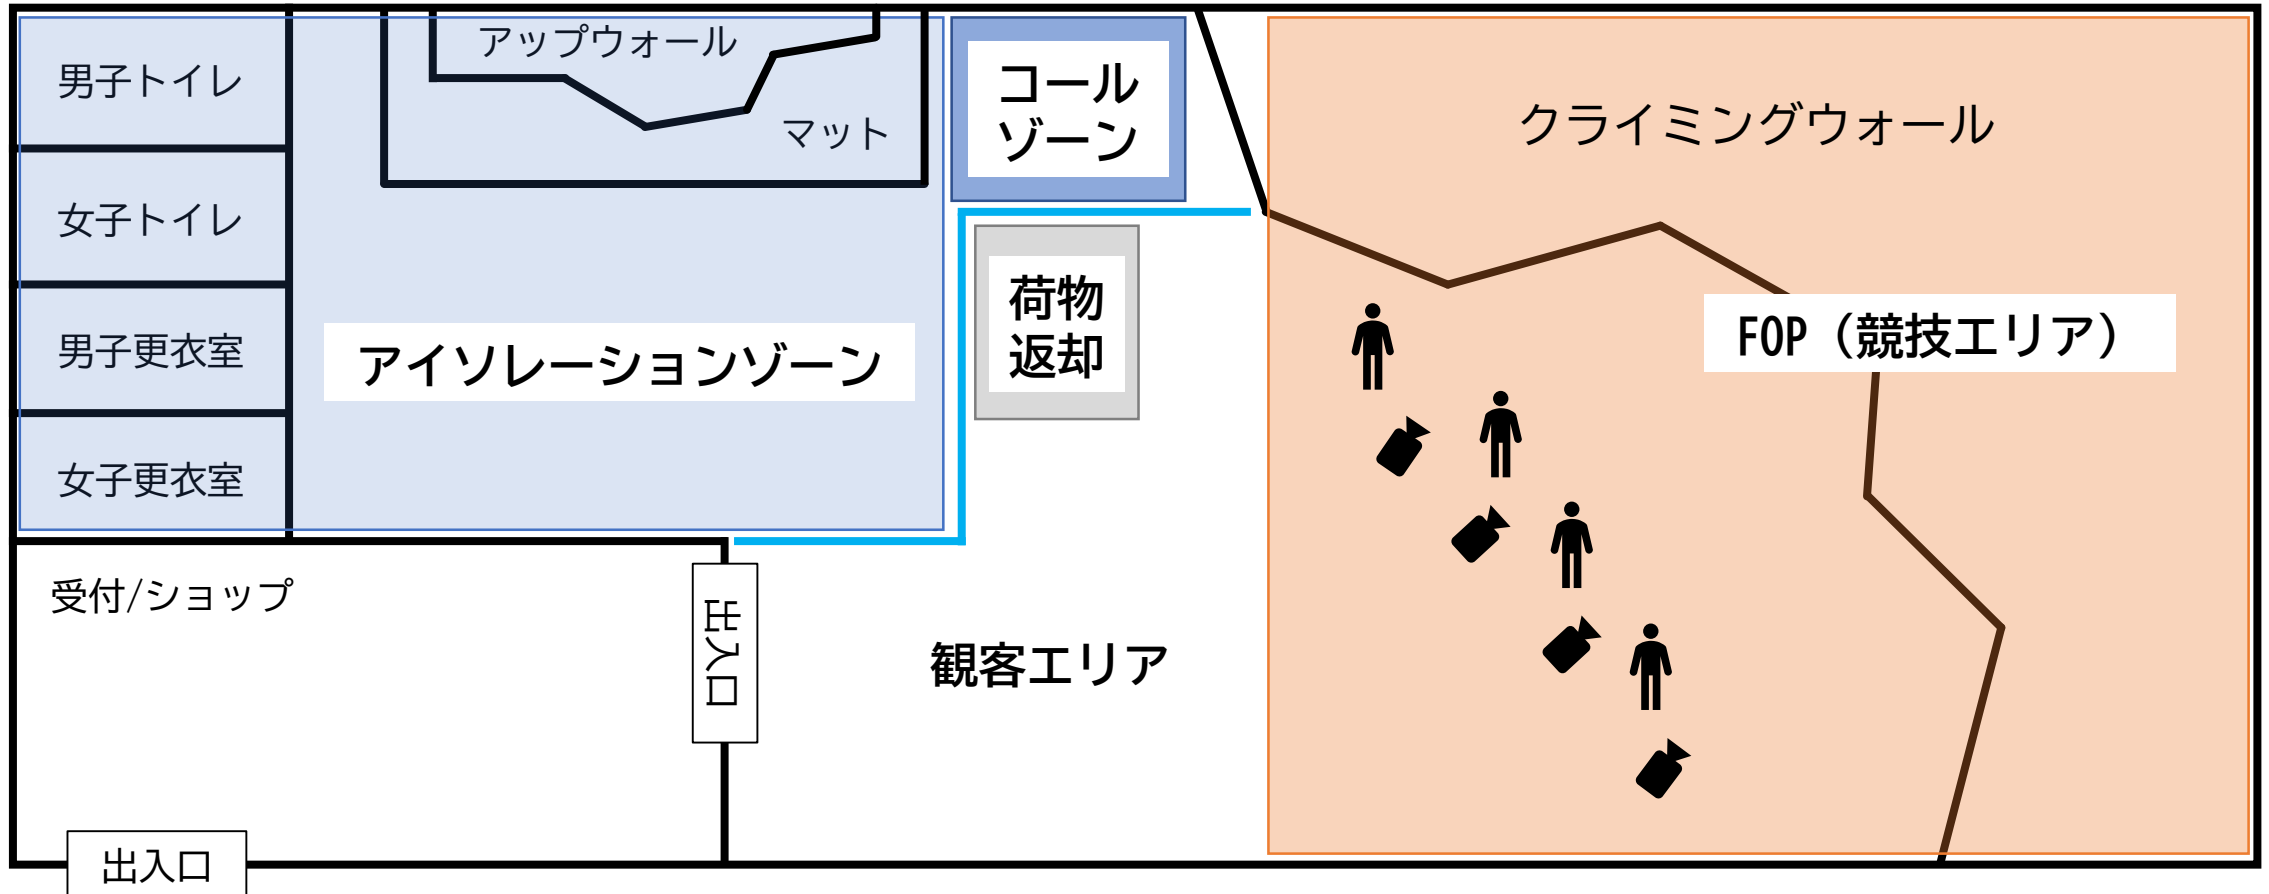 アップウォール
男子トイレ
マット
コール
ゾーン
クライミングウォール
女子トイレ
荷物
返却
FOP（競技エリア）
男子更衣室
アイソレーションゾーン
女子更衣室
受付/ショップ
出入口
観客エリア
出入口